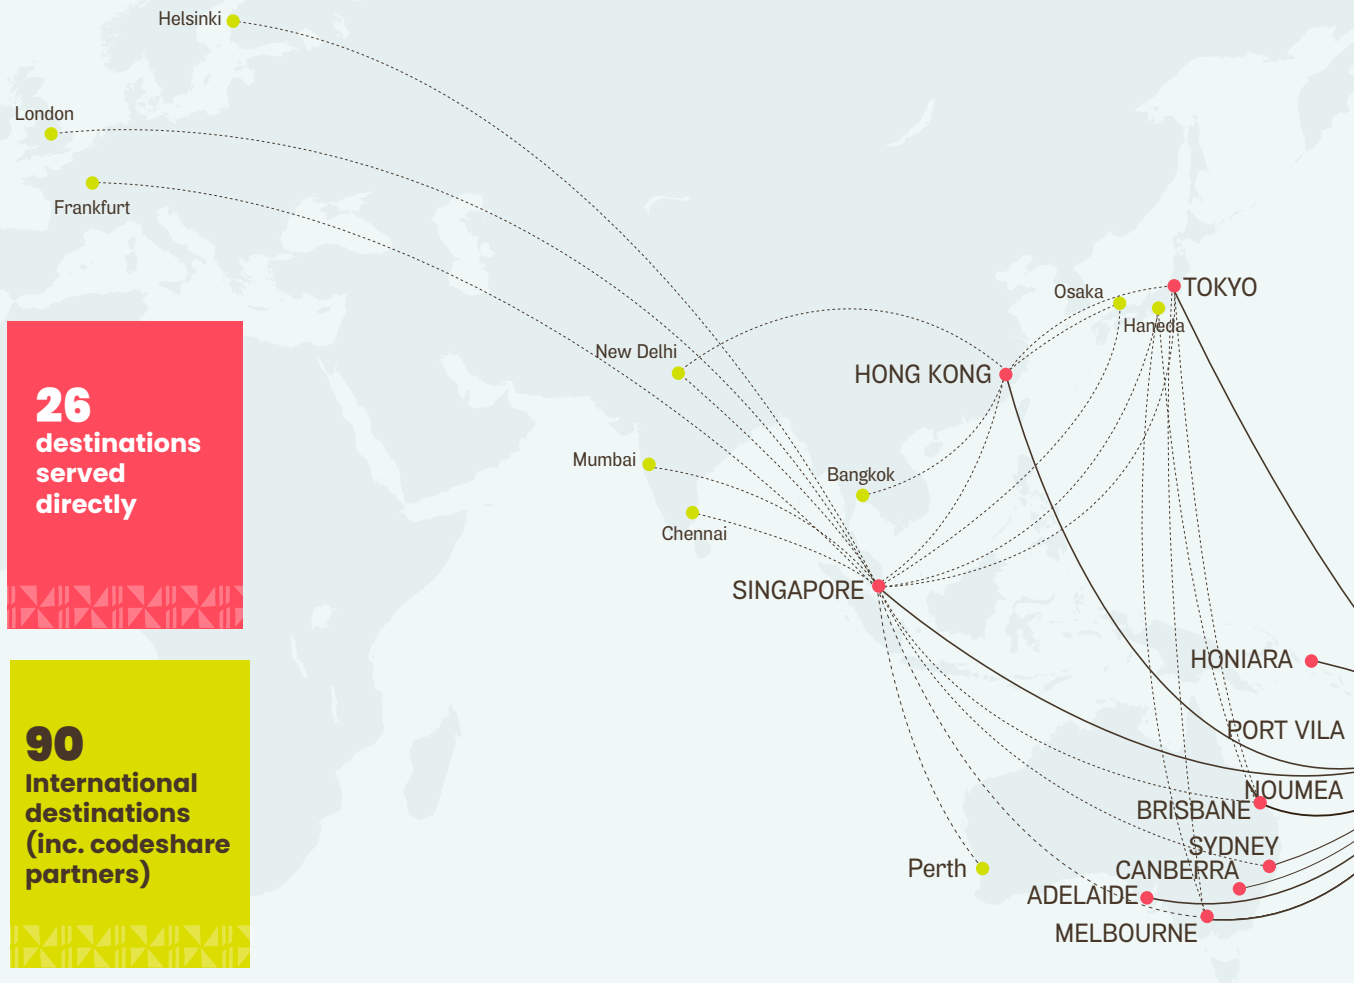 Helsinki
London
Frankfurt
Osaka
TOKYO
Haneda
New Delhi
HONG KONG
Mumbai
Bangkok
Chennai
SINGAPORE
HONIARA
PORT VILA
NOUMEA
BRISBANE
SYDNEY
Perth
CANBERRA
ADELAIDE
MELBOURNE
26
destinations
served
directly
90
International
destinations
(inc. codeshare
partners)